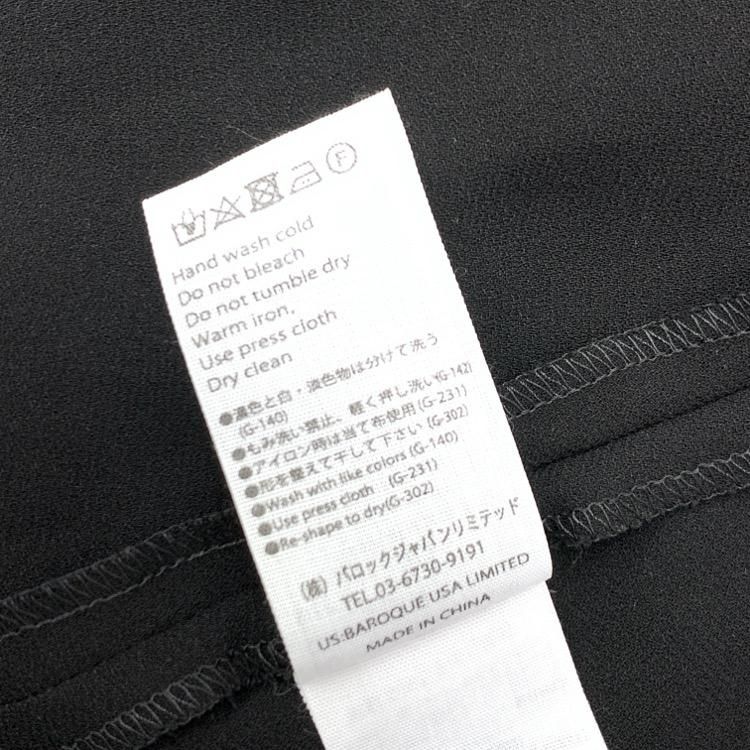 F
Hand wash cold
Do not bleach
Do not tumble dry
Warm iron.
Use press cloth
Dry clean
●濃色と白・淡色物は分けて洗う
(G-140)
●もみ洗い禁止、軽く押し洗い(G-142)
●アイロン時は当て布使用(G-231)
●形を整えて干して下さい(G-302)
●Wash with like colors (G-140)
●Use press cloth (G-231)
●Re-shape to dry(G-302)
(株)バロックジャパンリミテッド
TEL.03-6730-9191
US:BAROQUE USA LIMITED
MADE IN CHINA